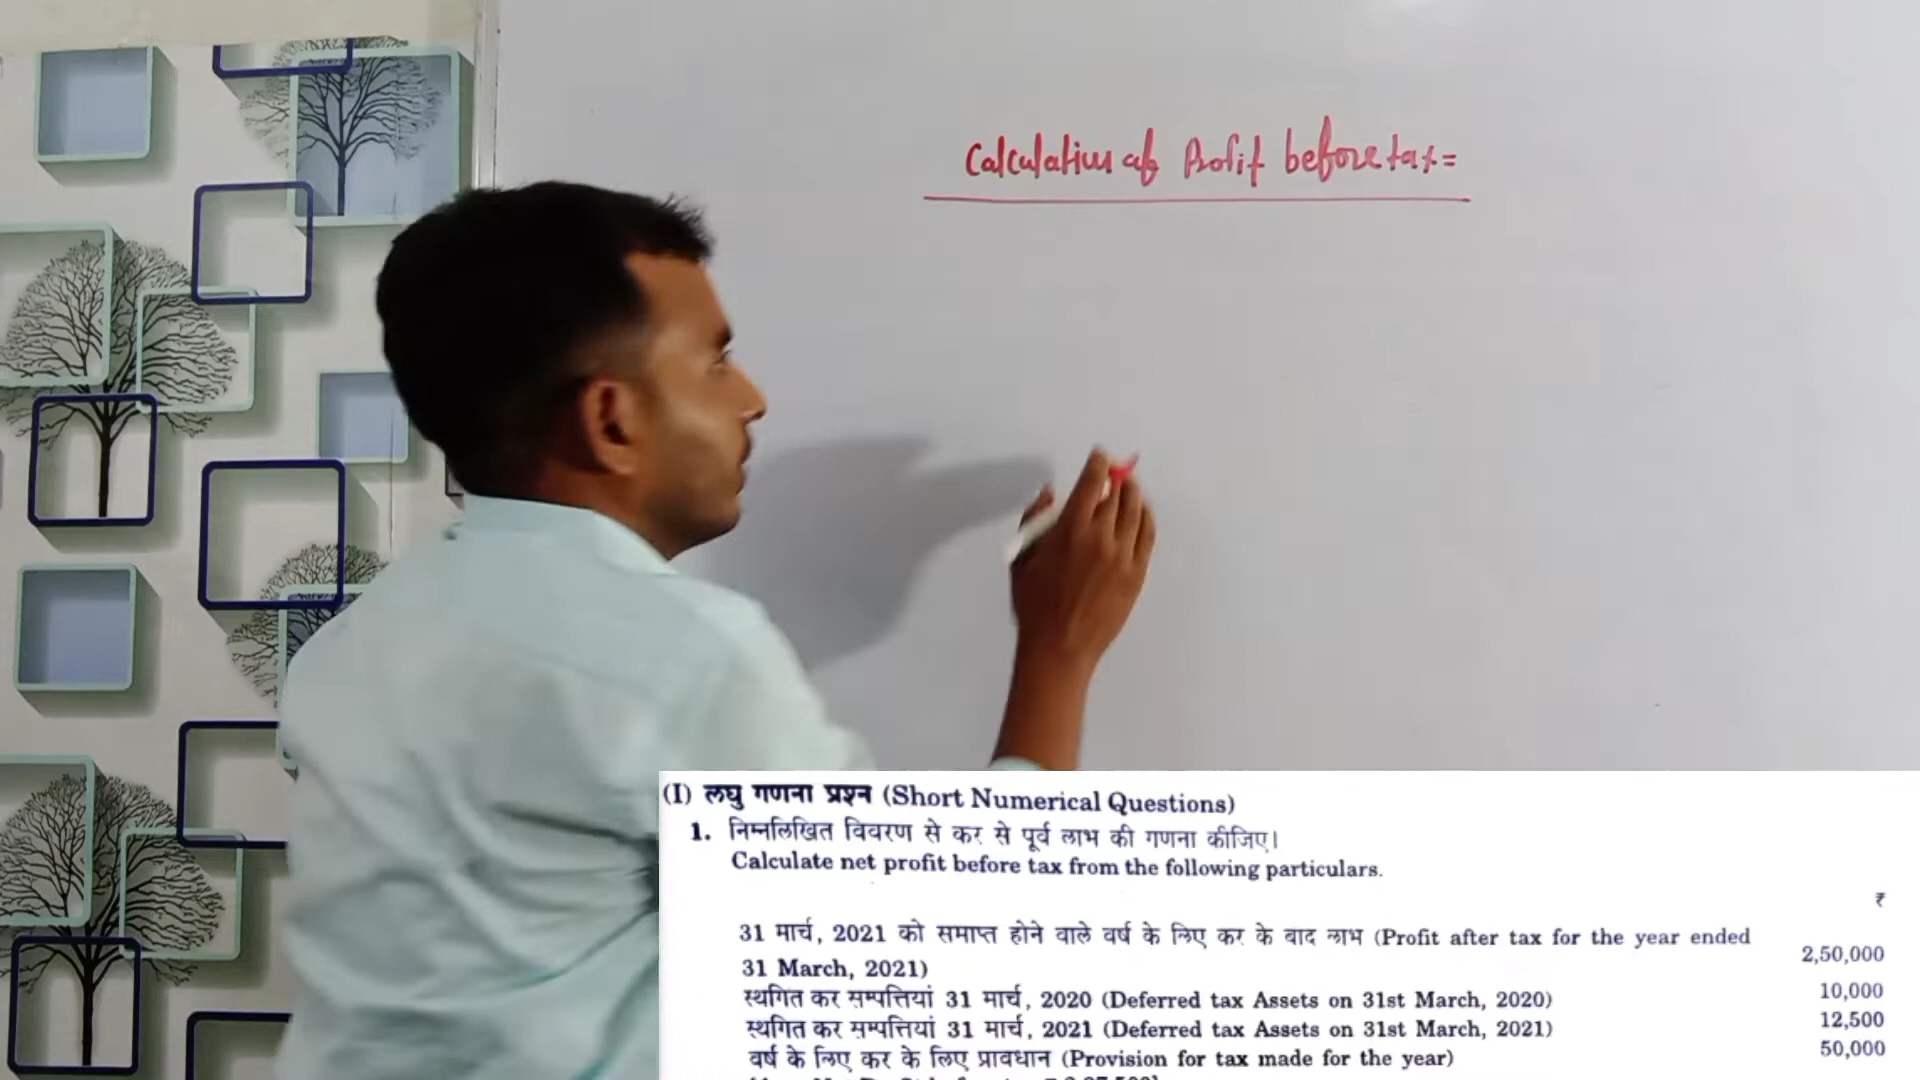 Calculation of Profit before tax =
(I) लघु गणना प्रश्न (Short Numerical Questions)
1. निम्नलिखित विवरण से कर से पूर्व लाभ की गणना कीजिए।
Calculate net profit before tax from the following particulars.
₹
31 मार्च, 2021 को समाप्त होने वाले वर्ष के लिए कर के बाद लाभ (Profit after tax for the year ended
31 March, 2021) 2,50,000
स्थगित कर सम्पत्तियां 31 मार्च, 2020 (Deferred tax Assets on 31st March, 2020) 10,000
स्थगित कर सम्पत्तियां 31 मार्च, 2021 (Deferred tax Assets on 31st March, 2021) 12,500
वर्ष के लिए कर के लिए प्रावधान (Provision for tax made for the year) 50,000